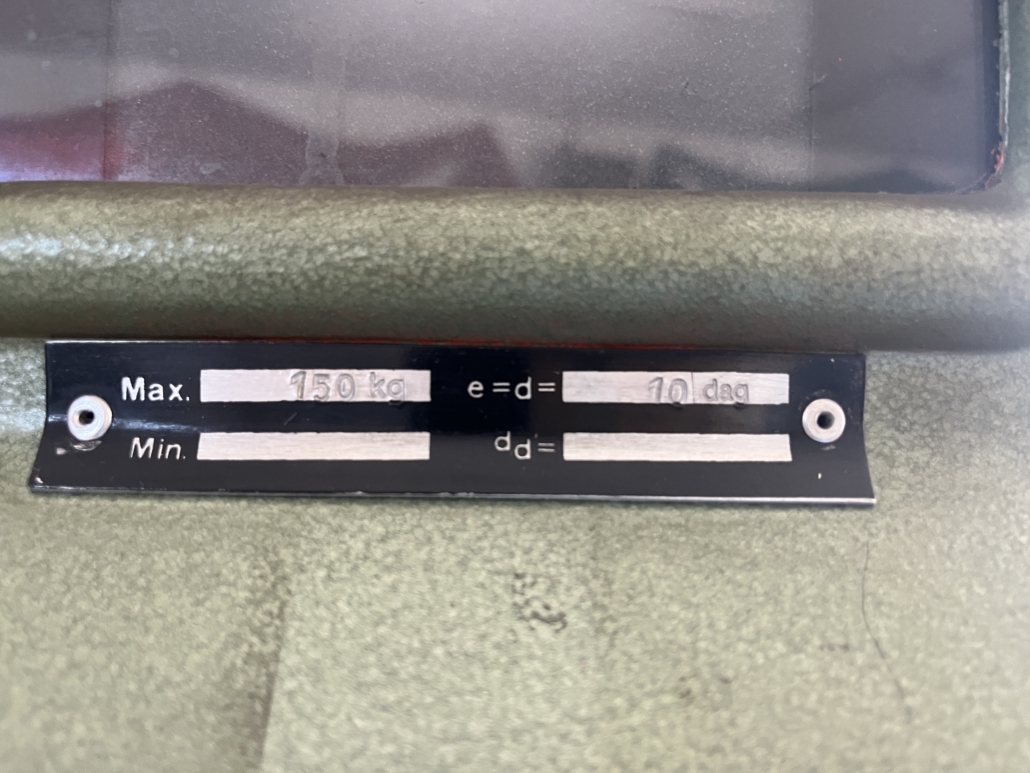 Max. 150 kg e=d= 10 dag
Min. dd=